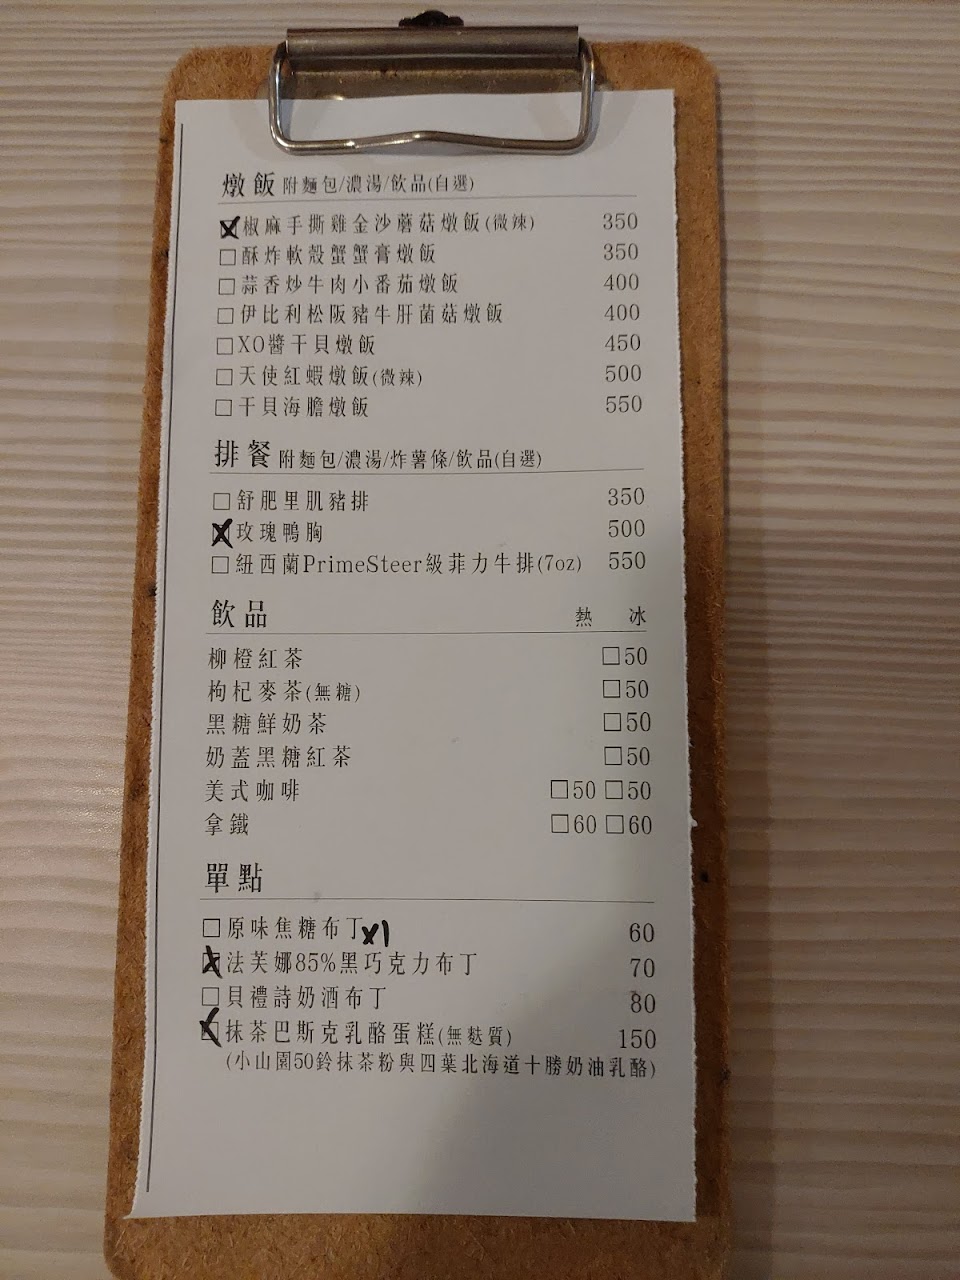 燉飯 附麵包/濃湯/飲品(自選)
椒麻手撕雞金沙蘑菇燉飯(微辣) 350
□酥炸軟殼蟹蟹膏燉飯 350
□蒜香炒牛肉小番茄燉飯 400
□伊比利松阪豬牛肝菌菇燉飯 400
□XO醬干貝燉飯 450
□天使紅蝦燉飯(微辣) 500
□干貝海膽燉飯 550
排餐 附麵包/濃湯/炸薯條/飲品(自選)
□舒肥里肌豬排 350
玫瑰鴨胸 500
□紐西蘭PrimeSteer級菲力牛排(7oz) 550
飲品 熱 冰
柳橙紅茶 □50
枸杞麥茶(無糖) □50
黑糖鮮奶茶 □50
奶蓋黑糖紅茶 □50
美式咖啡 □50 □50
拿鐵 □60 □60
單點
□原味焦糖布丁x1 60
法芙娜85%黑巧克力布丁 70
□貝禮詩奶酒布丁 80
抹茶巴斯克乳酪蛋糕(無麩質) 150
(小山園50鈴抹茶粉與四葉北海道十勝奶油乳酪)